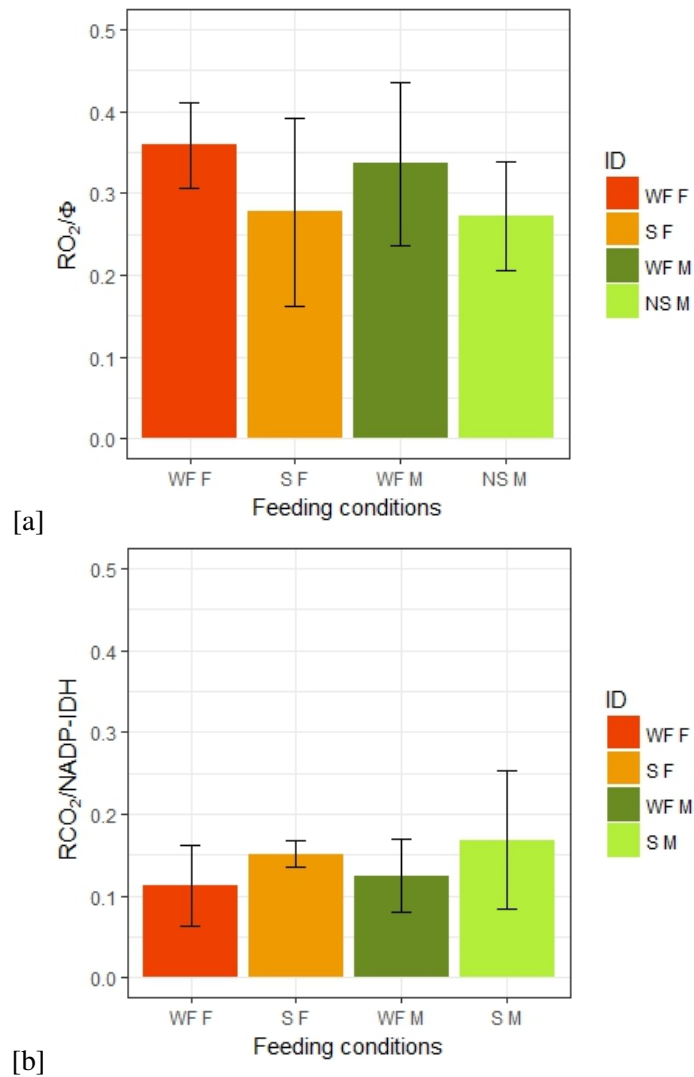 0.5
0.4
0.3
0.2
0.1
0.0
RO₂/Φ
WF F S F WF M NS M
Feeding conditions
ID
WF F
S F
WF M
NS M
[a]
0.5
0.4
0.3
0.2
0.1
0.0
RCO₂/NADP-IDH
WF F S F WF M S M
Feeding conditions
ID
WF F
S F
WF M
S M
[b]